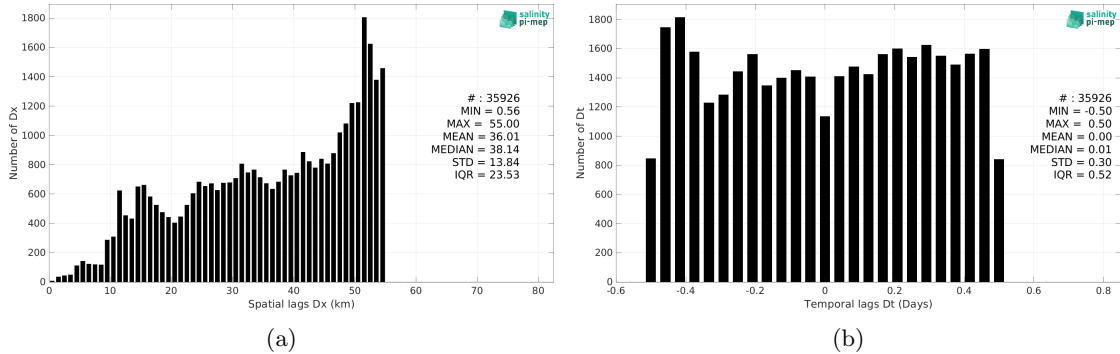 1800
1600
1400
1200
1000
800
600
400
200
0
Number of Dx
salinity
pi-mep
# : 35926
MIN = 0.56
MAX = 55.00
MEAN = 36.01
MEDIAN = 38.14
STD = 13.84
IQR = 23.53
0 10 20 30 40 50 60 70 80
Spatial lags Dx (km)
(a)
1800
1600
1400
1200
1000
800
600
400
200
0
Number of Dt
salinity
pi-mep
# : 35926
MIN = -0.50
MAX = 0.50
MEAN = 0.00
MEDIAN = 0.01
STD = 0.30
IQR = 0.52
-0.6 -0.4 -0.2 0 0.2 0.4 0.6 0.8
Temporal lags Dt (Days)
(b)